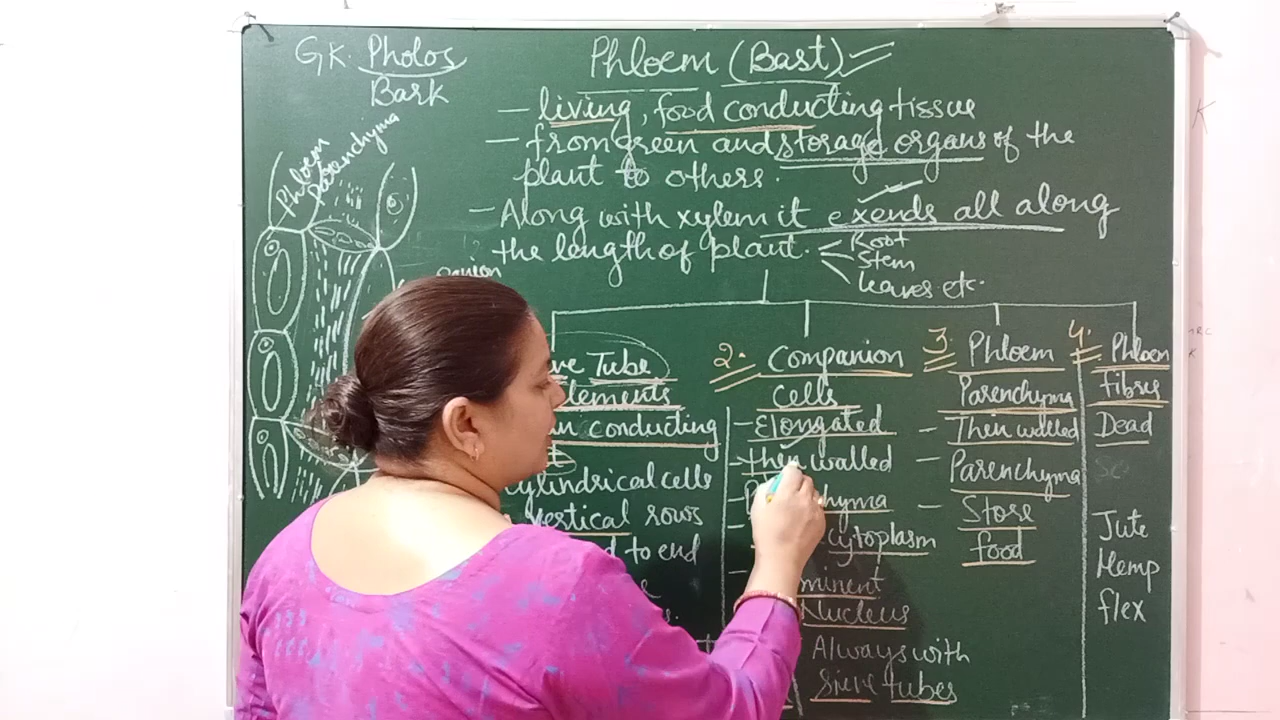 GK. Pholos
Bark
Phloem (Bast)
- living, food conducting tissue
- from green and storage organs of the
plant to others.
- Along with xylem it exends all along
the length of plant.
Root
Stem
leaves etc.
Phloem
Parenchyma
Tube
conducting
cylindrical cells
vertical rows
to end
2. Companion
Cells
- Elongated
- then walled
cytoplasm
Nucleus
Always with
Sieve tubes
3. Phloem
Parenchyma
- Then walled
- Parenchyma
- Store
food
4. Phloem
fibres
Dead
Jute
Hemp
flex